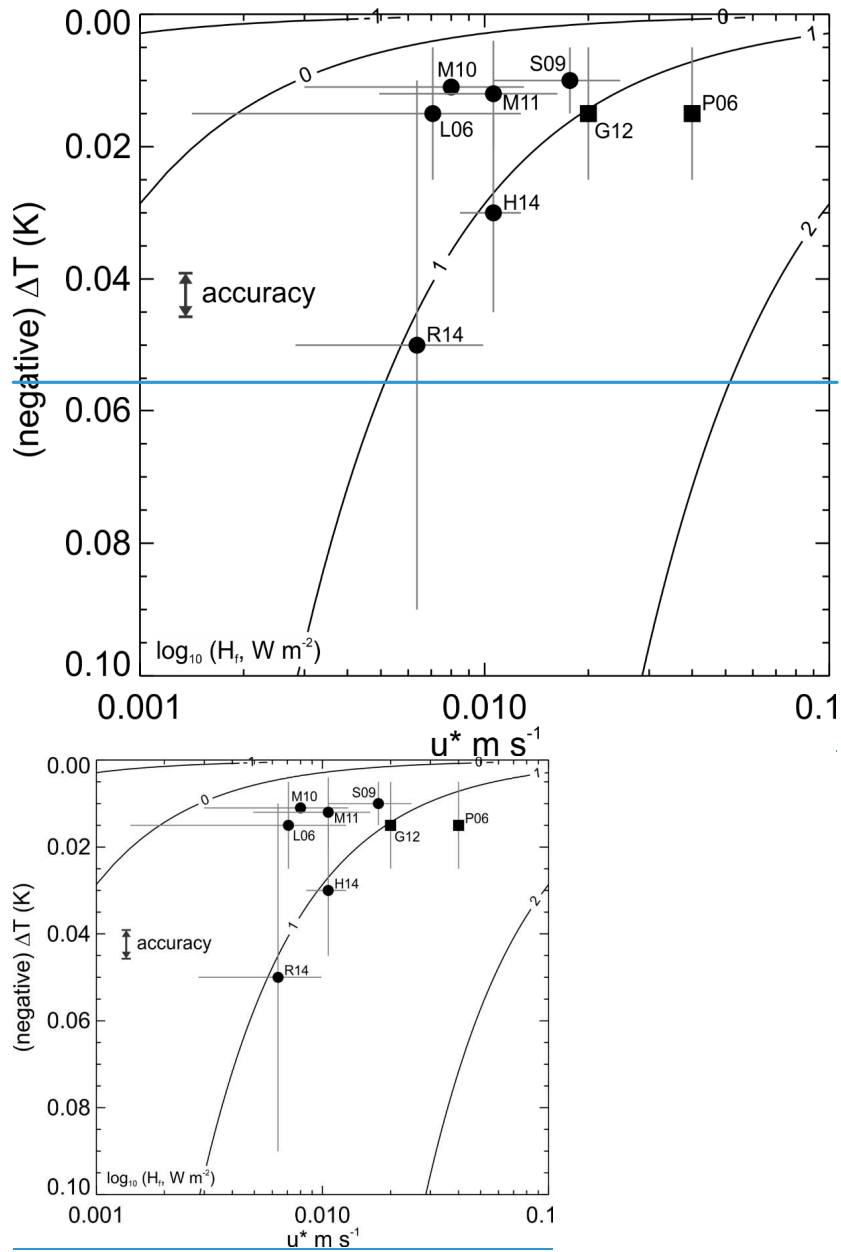 0.00
-1
0
1
0
M10
S09
M11
P06
L06
G12
0.02
H14
2
1
0.04
accuracy
R14
(negative) ΔT (K)
0.06
0.08
log₁₀ (H_f, W m⁻²)
0.10
0.001
0.010
0.1
u* m s⁻¹
0.00
-1
0
1
0
M10
S09
M11
P06
L06
G12
0.02
H14
2
1
0.04
accuracy
R14
(negative) ΔT (K)
0.06
0.08
log₁₀ (H_f, W m⁻²)
0.10
0.001
0.010
0.1
u* m s⁻¹